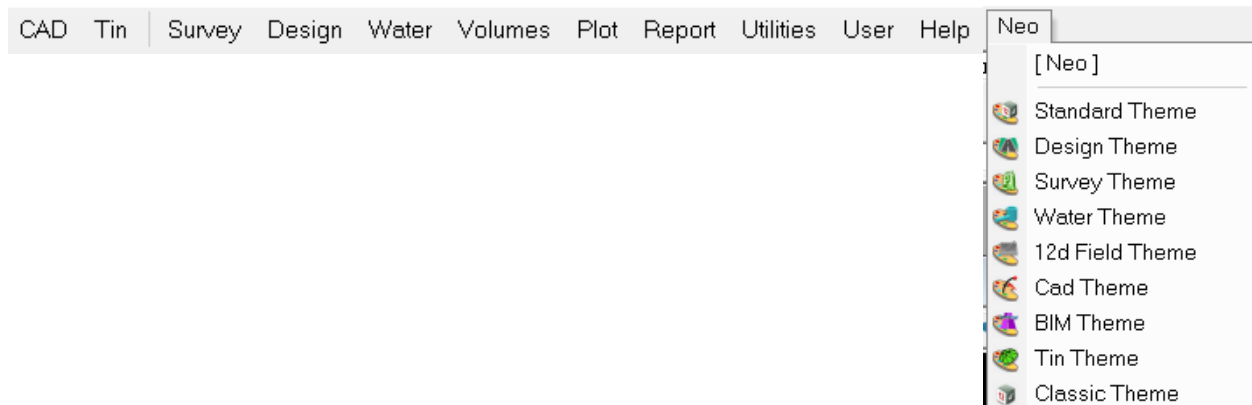 CAD Tin Survey Design Water Volumes Plot Report Utilities User Help Neo
[ Neo ]
Standard Theme
Design Theme
Survey Theme
Water Theme
12d Field Theme
Cad Theme
BIM Theme
Tin Theme
Classic Theme